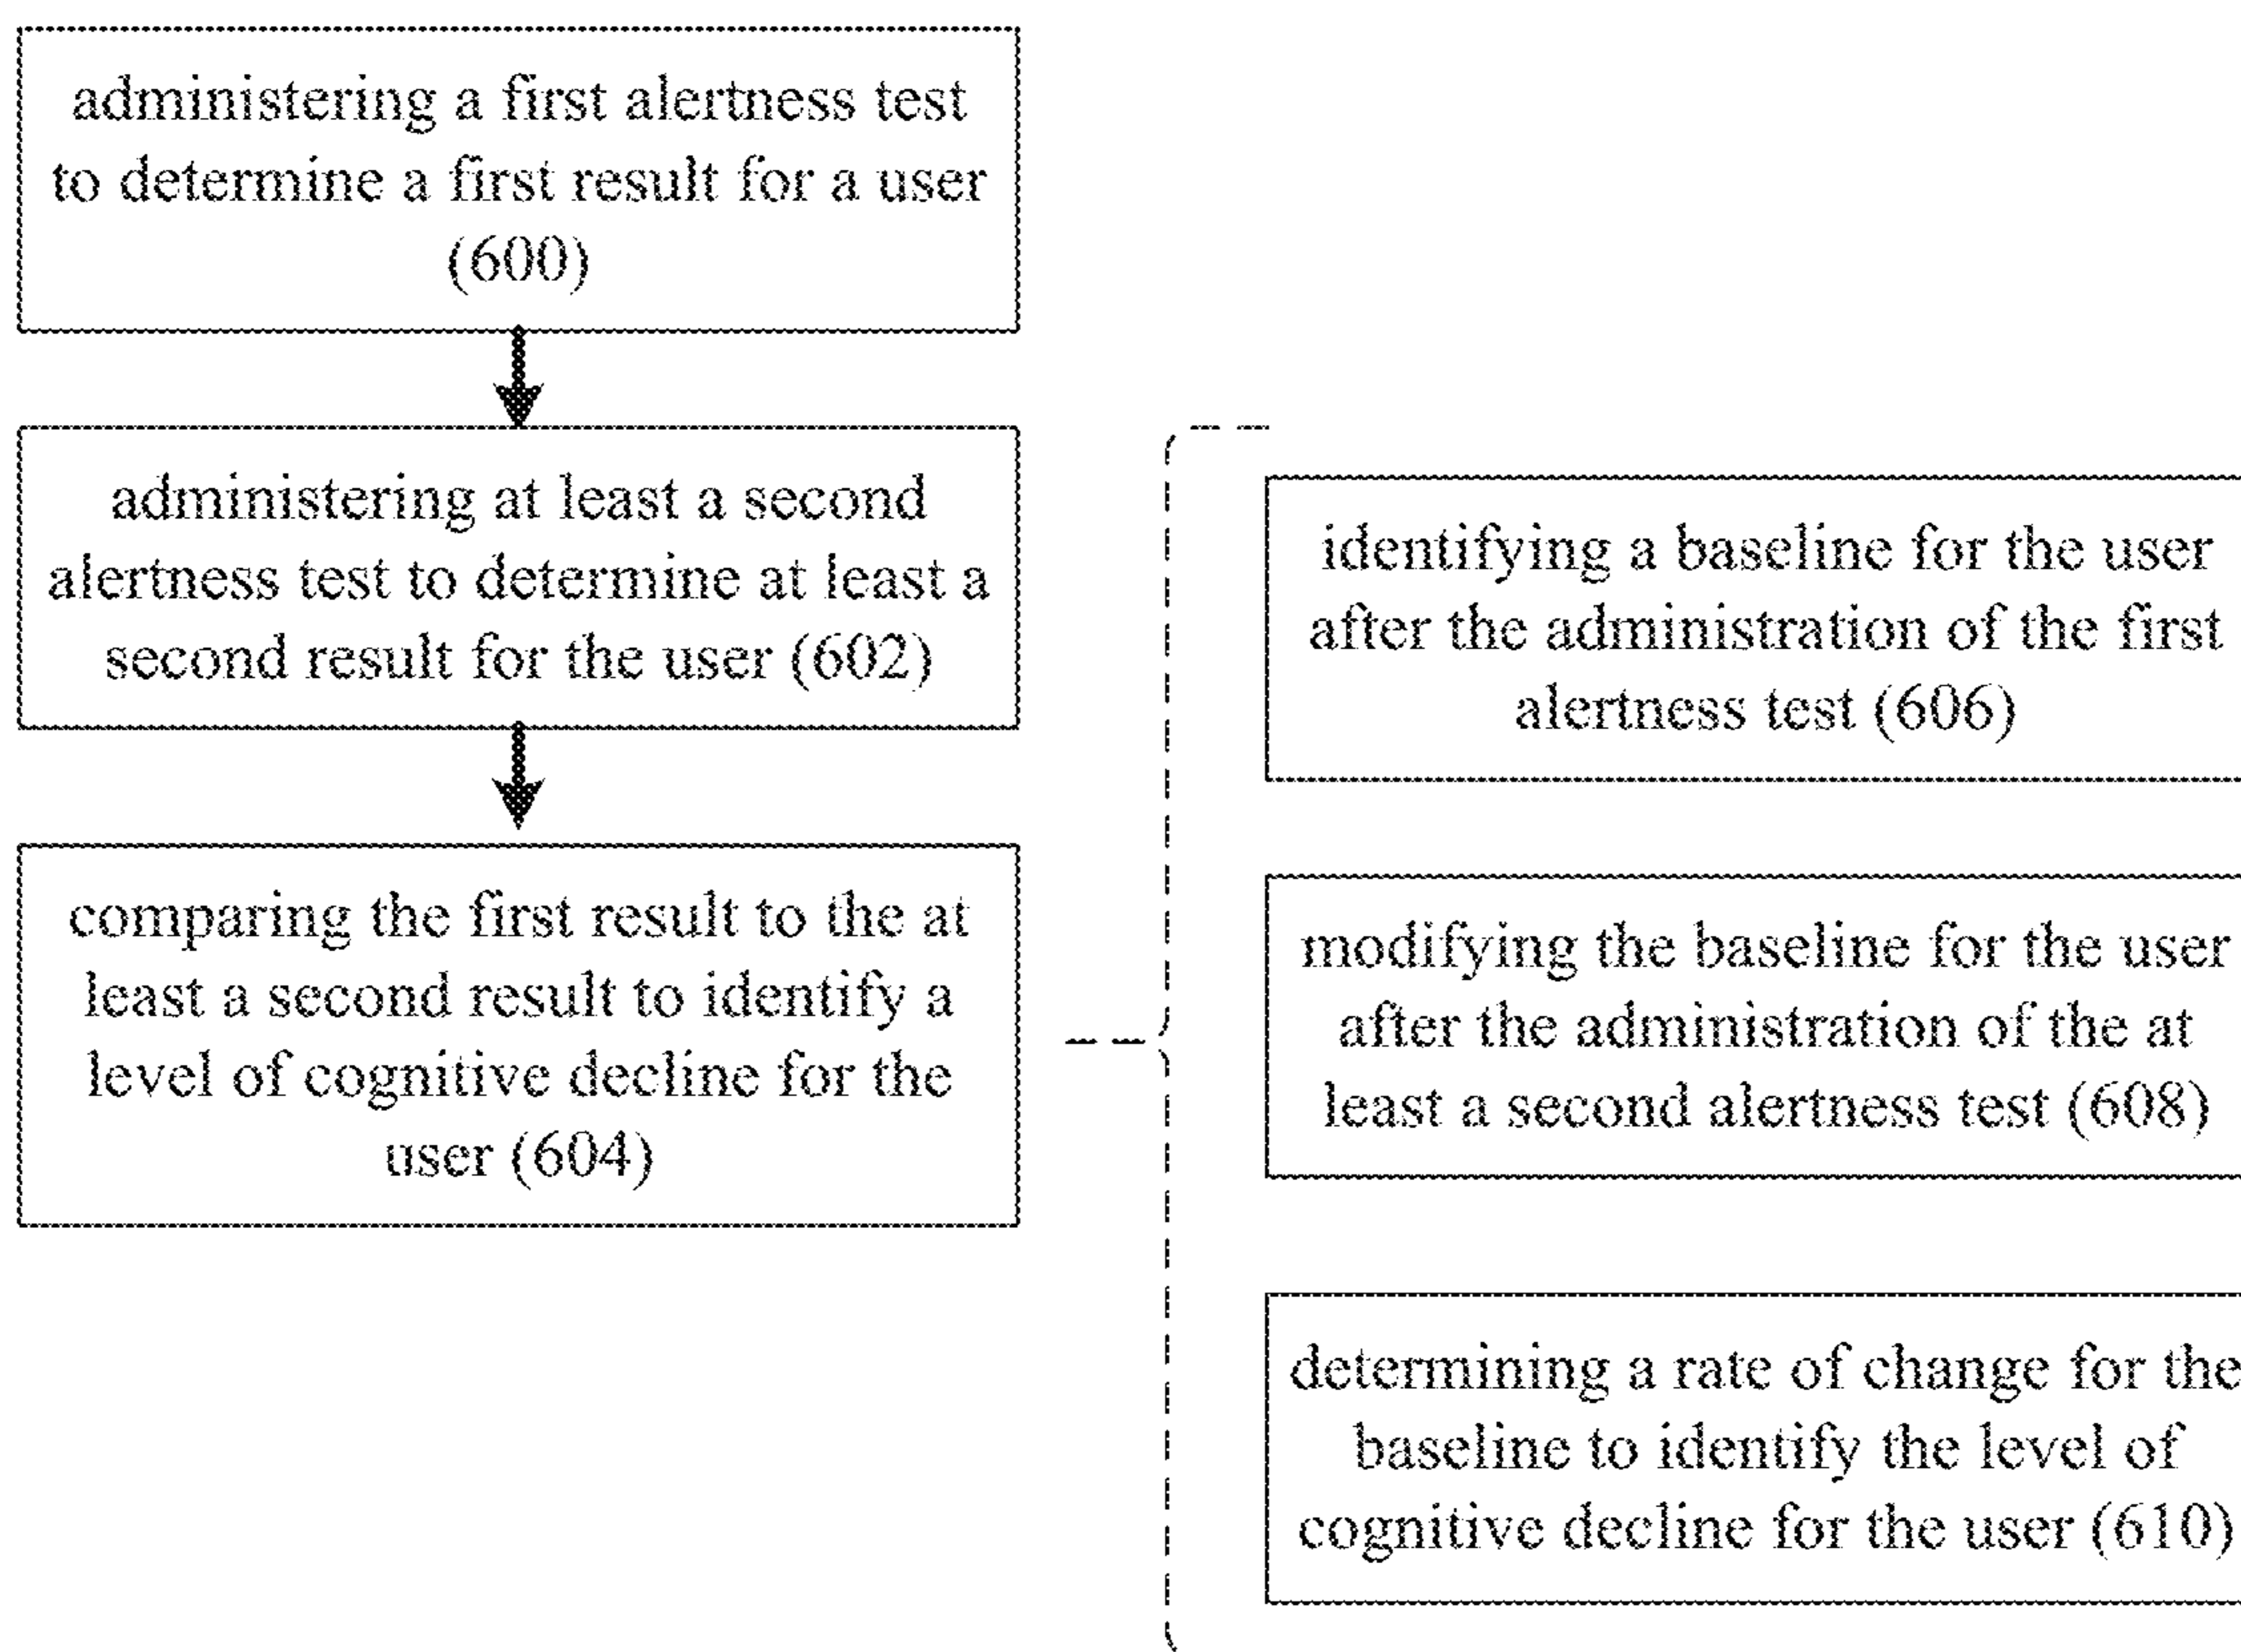 administering a first alertness test
to determine a first result for a user
(600)
administering at least a second
alertness test to determine at least a
second result for the user (602)
comparing the first result to the at
least a second result to identify a
level of cognitive decline for the
user (604)
identifying a baseline for the user
after the administration of the first
alertness test (606)
modifying the baseline for the user
after the administration of the at
least a second alertness test (608)
determining a rate of change for the
baseline to identify the level of
cognitive decline for the user (610)